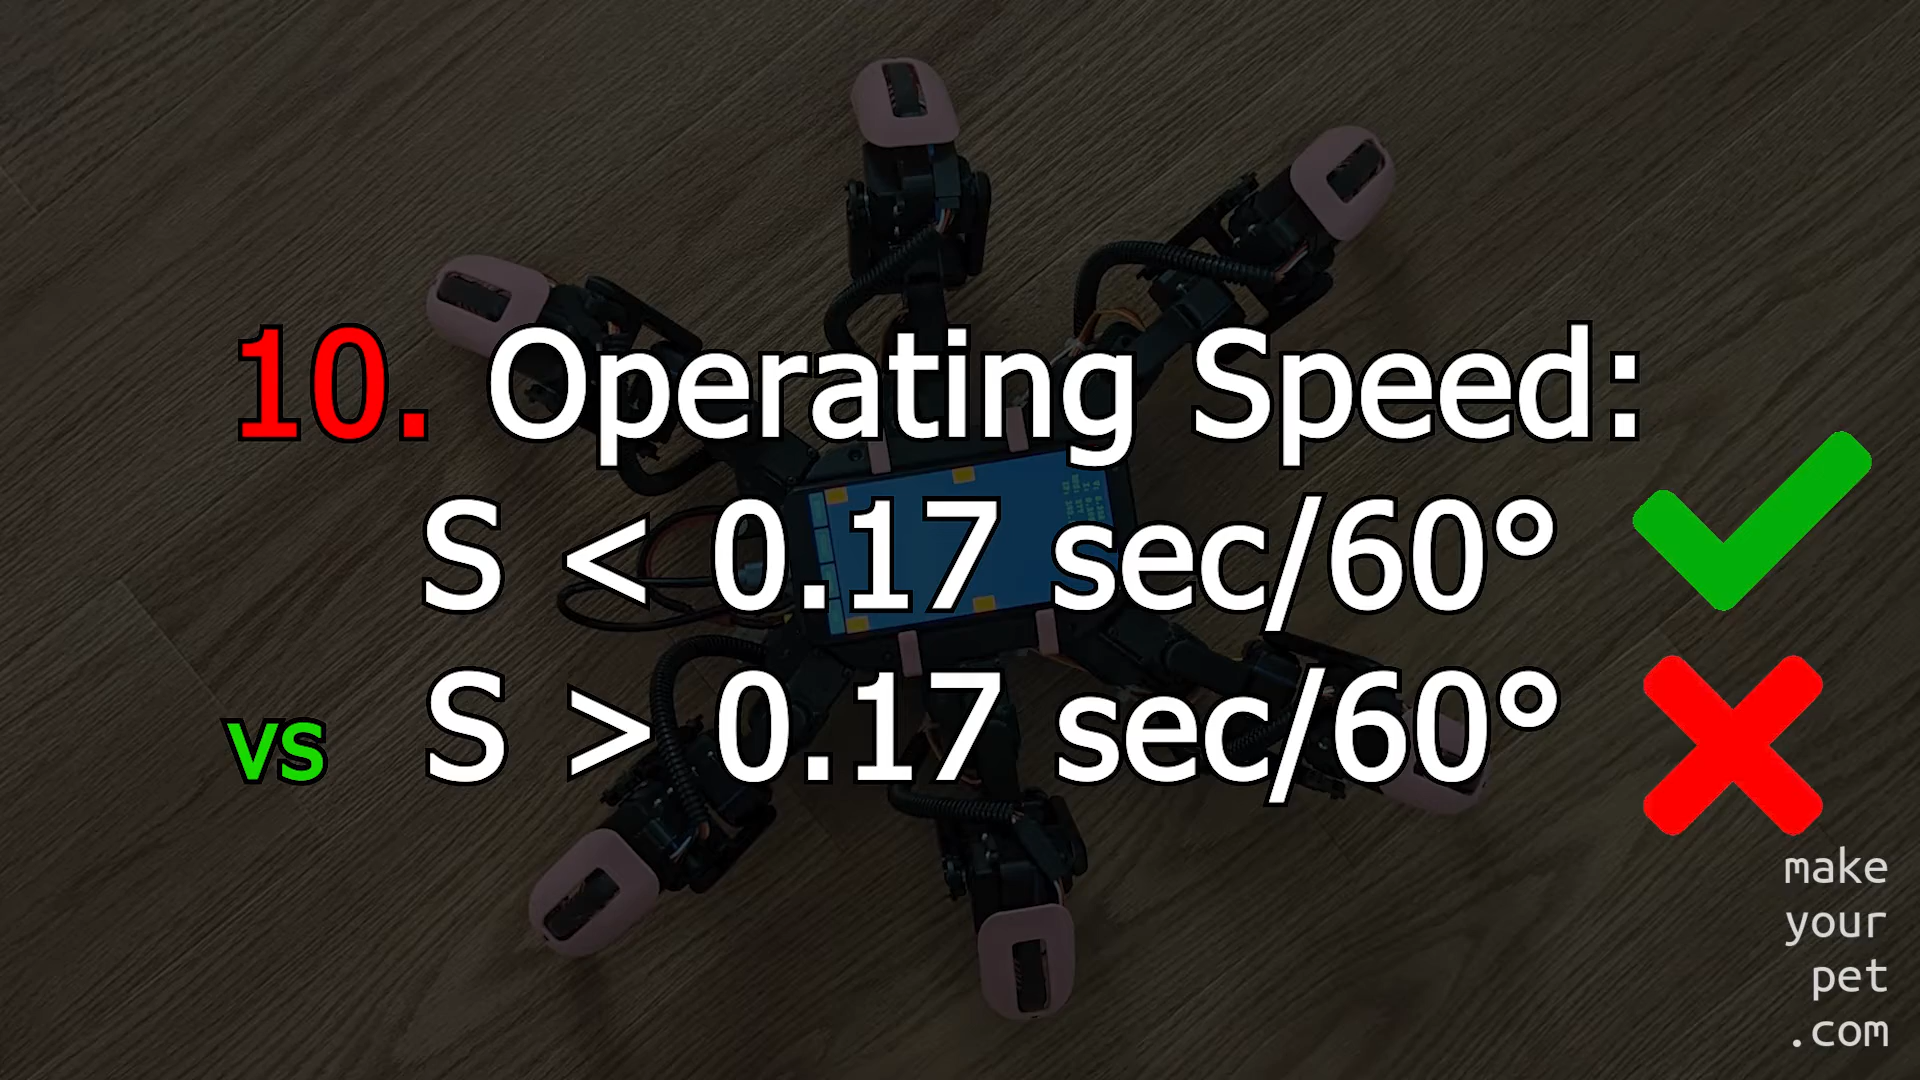 10. Operating Speed:
S < 0.17 sec/60°
vs S > 0.17 sec/60°
make
your
pet
.com